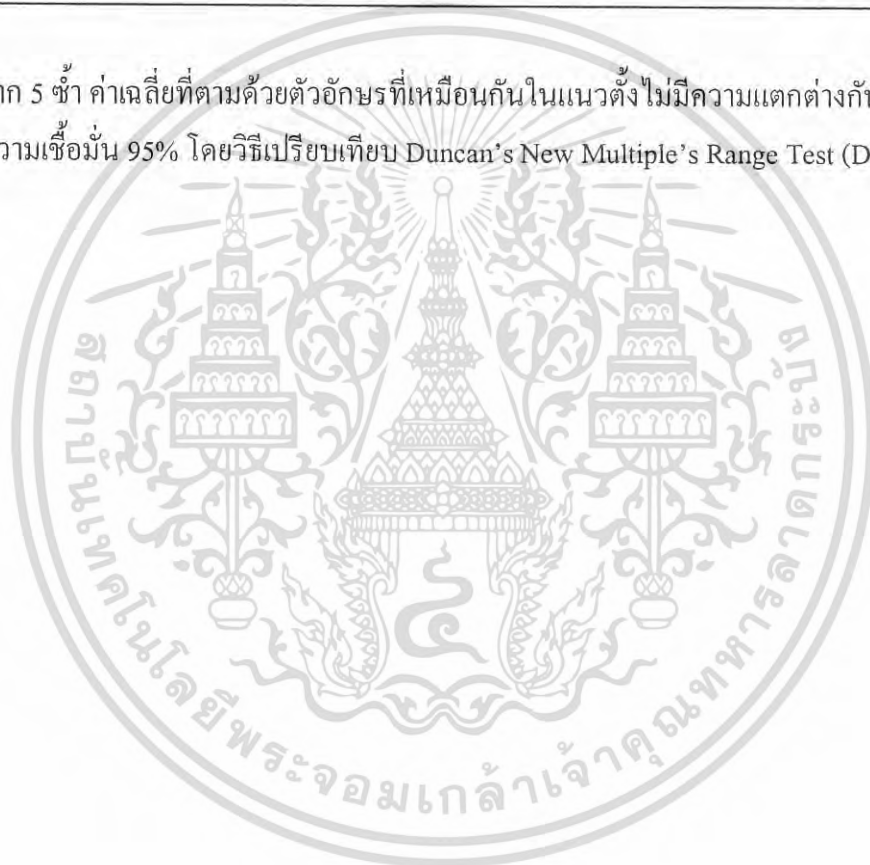 าก 5 ซ้ำ ค่าเฉลี่ยที่ตามด้วยตัวอักษรที่เหมือนกันในแนวตั้งไม่มีความแตกต่างกัน
วามเชื้อมั่น 95% โดยวิธีเปรียบเทียบ Duncan's New Multiple's Range Test (D
สถาบันเทคโนโลยีพระจอมเกล้าเจ้าคุณทหารลาดกระบัง
๔